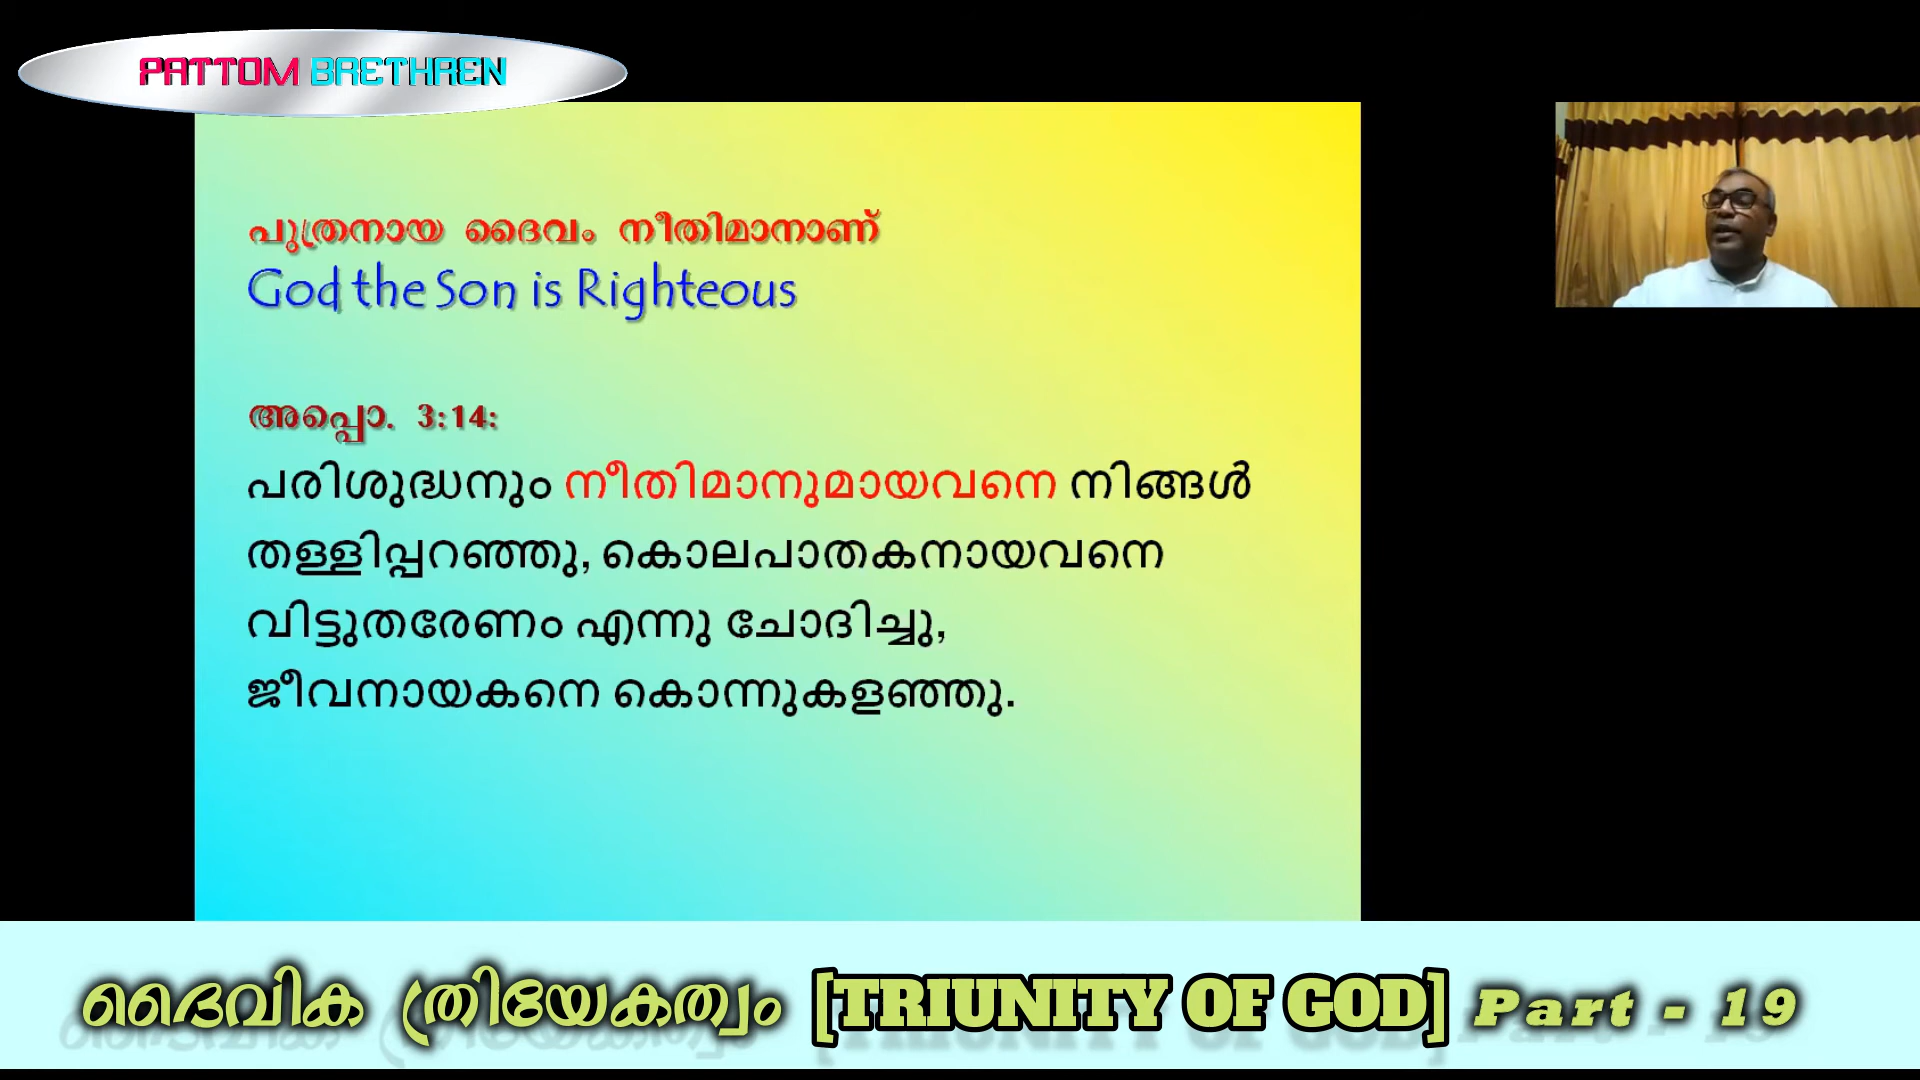 PATTOM BRETHREN
പുത്രനായ ദൈവം നീതിമാനാണ്
God the Son is Righteous
അപ്പൊ. 3:14:
പരിശുദ്ധനും നീതിമാനുമായവനെ നിങ്ങൾ
തള്ളിപ്പറഞ്ഞു, കൊലപാതകനായവനെ
വിട്ടുതരേണം എന്നു ചോദിച്ചു,
ജീവനായകനെ കൊന്നുകളഞ്ഞു.
ദൈവിക ത്രിയേകത്വം [TRIUNITY OF GOD] Part - 19